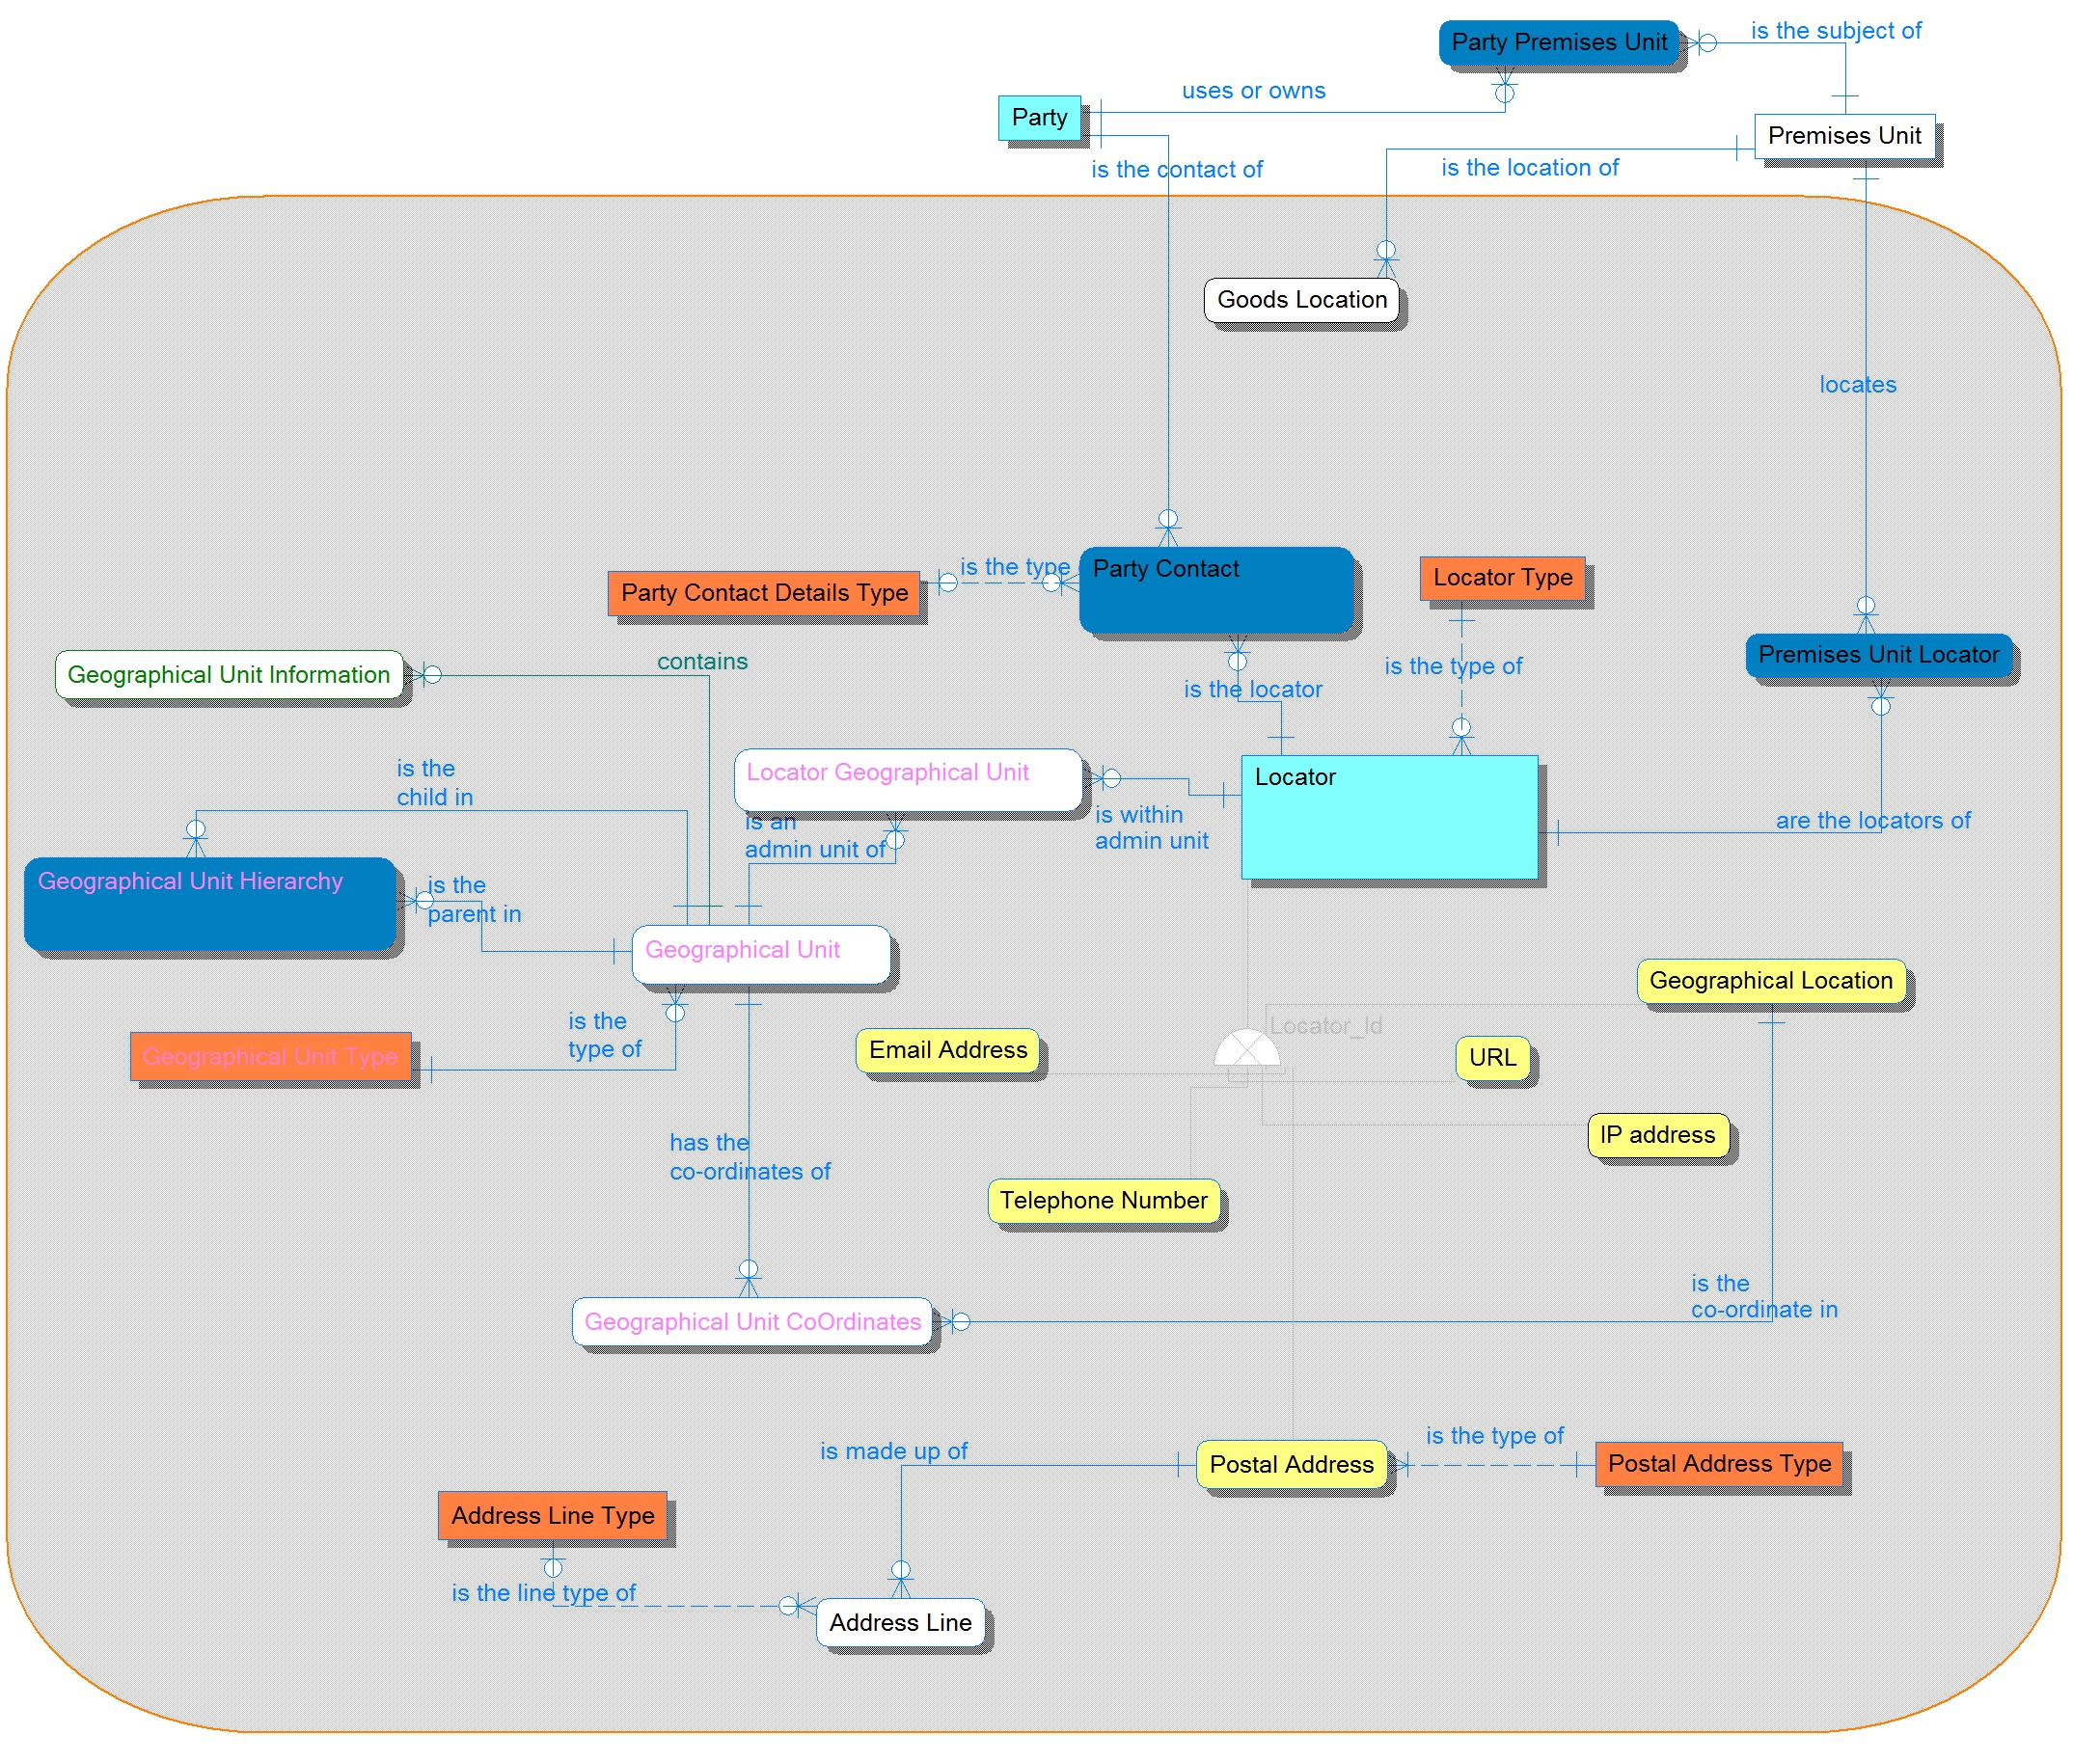 is the subject of
Party Premises Unit
uses or owns
Party
Premises Unit
is the contact of
is the location of
Goods Location
locates
is the type
Party Contact
Party Contact Details Type
Locator Type
Premises Unit Locator
contains
Geographical Unit Information
is the type of
is the locator
is the
child in
Locator Geographical Unit
Locator
is within
admin unit
is an
admin unit of
are the locators of
Geographical Unit Hierarchy
is the
parent in
Geographical Unit
Geographical Location
is the
type of
Locator_Id
Email Address
URL
Geographical Unit Type
IP address
has the
co-ordinates of
Telephone Number
is the
co-ordinate in
Geographical Unit CoOrdinates
is made up of
is the type of
Postal Address
Postal Address Type
Address Line Type
is the line type of
Address Line